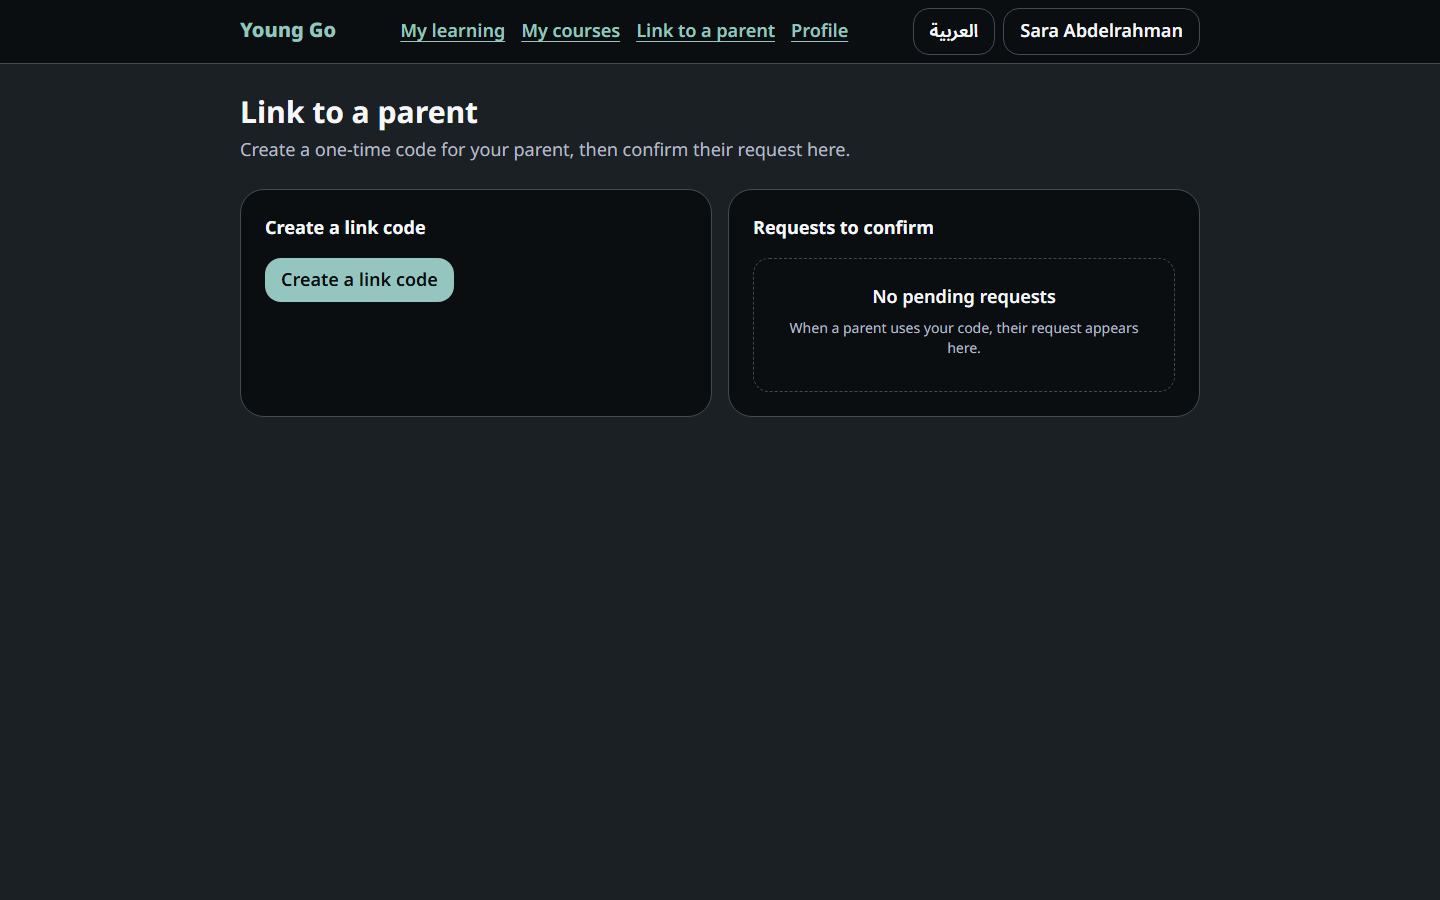 Young Go
My learning
My courses
Link to a parent
Profile
العربية
Sara Abdelrahman
Link to a parent
Create a one-time code for your parent, then confirm their request here.
Create a link code
Create a link code
Requests to confirm
No pending requests
When a parent uses your code, their request appears
here.